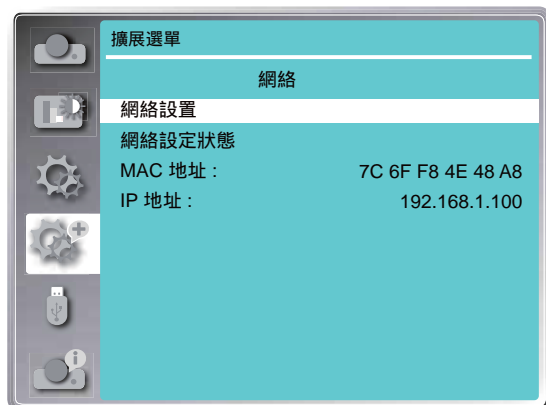 擴展選單
網絡
網絡設置
網絡設定狀態
MAC 地址 : 7C 6F F8 4E 48 A8
IP 地址 : 192.168.1.100